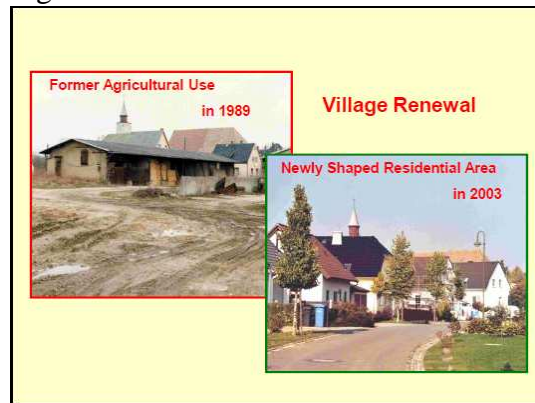 Former Agricultural Use
in 1989
Village Renewal
Newly Shaped Residential Area
in 2003